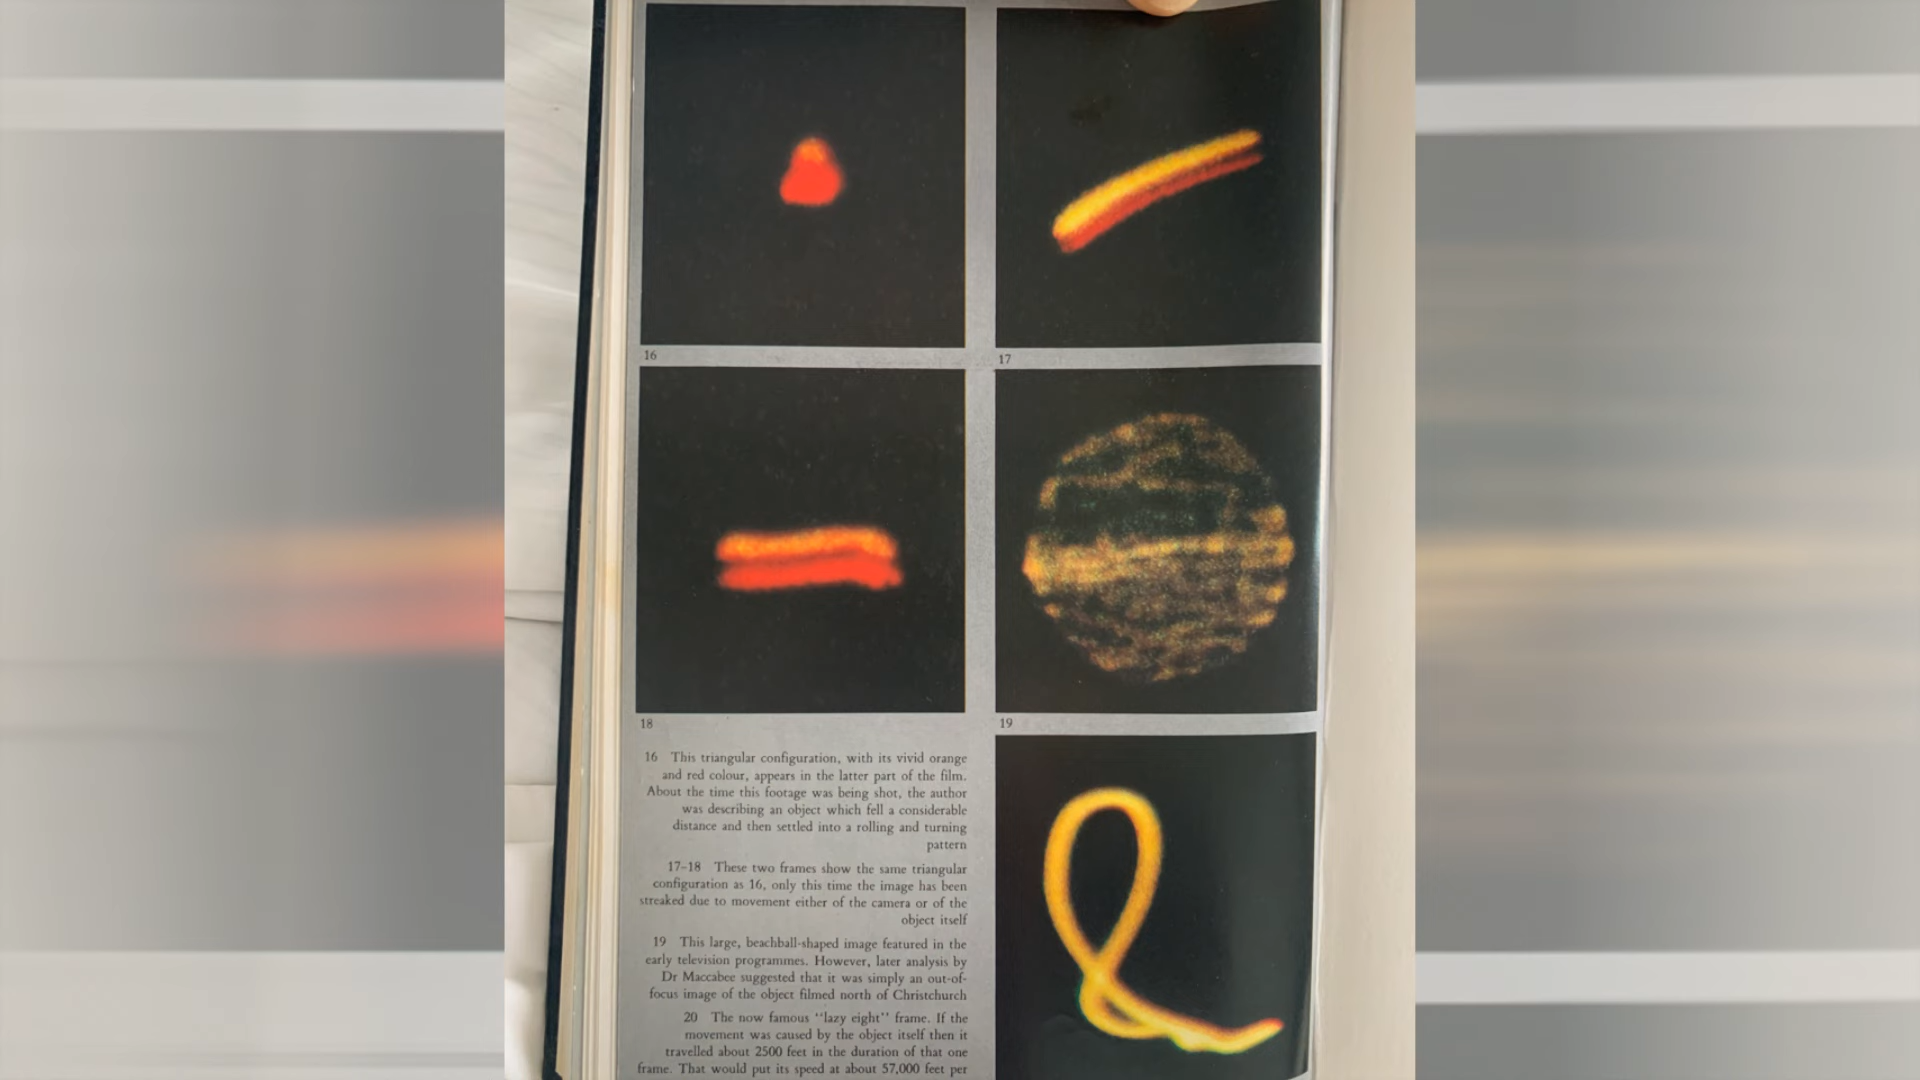 16
17
18
19
16 This triangular configuration, with its vivid orange
and red colour, appears in the latter part of the film.
About the time this footage was being shot, the author
was describing an object which fell a considerable
distance and then settled into a rolling and turning
pattern
17–18 These two frames show the same triangular
configuration as 16, only this time the image has been
streaked due to movement either of the camera or of the
object itself
19 This large, beachball-shaped image featured in the
early television programmes. However, later analysis by
Dr Maccabee suggested that it was simply an out-of-
focus image of the object filmed north of Christchurch
20 The now famous "lazy eight" frame. If the
movement was caused by the object itself then it
travelled about 2500 feet in the duration of that one
frame. That would put its speed at about 57,000 feet per